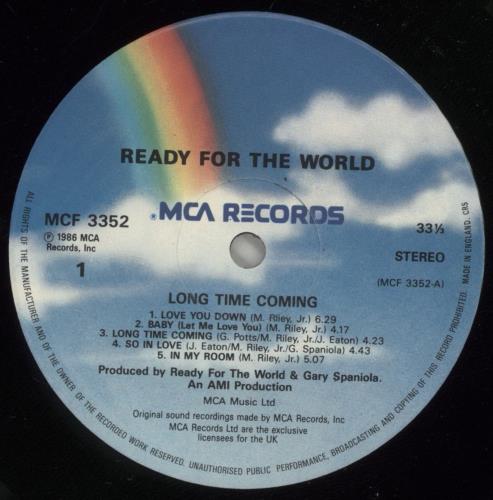 READY FOR THE WORLD
MCF 3352
*MCA RECORDS
33⅓
℗ 1986 MCA
Records, Inc
STEREO
1
(MCF 3352-A)
LONG TIME COMING
1. LOVE YOU DOWN (M. Riley, Jr.) 6.29
2. BABY (Let Me Love You) (M. Riley, Jr.) 4.17
3. LONG TIME COMING (G. Potts/M. Riley, Jr./J. Eaton) 4.23
4. SO IN LOVE (J. Eaton/M. Riley, Jr./G. Spaniola) 4.43
5. IN MY ROOM (M. Riley, Jr.) 5.07
Produced by Ready For The World & Gary Spaniola.
An AMI Production
MCA Music Ltd
Original sound recordings made by MCA Records, Inc
MCA Records Ltd are the exclusive
licensees for the UK
ALL RIGHTS OF THE MANUFACTURER AND OF THE OWNER OF THE RECORDED WORK RESERVED. UNAUTHORISED PUBLIC PERFORMANCE, BROADCASTING AND COPYING OF THIS RECORD PROHIBITED. MADE IN ENGLAND. CR5